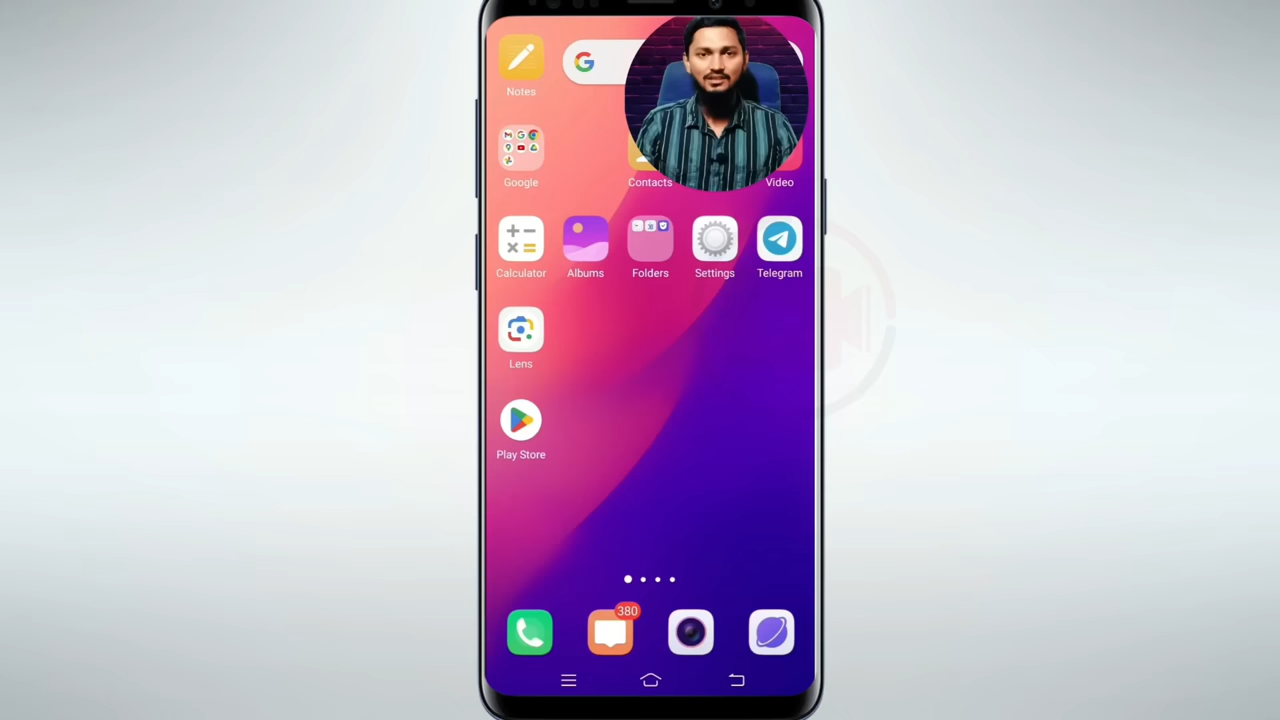 Notes
G
Google
Contacts
Video
Calculator
Albums
Folders
Settings
Telegram
Lens
Play Store
380